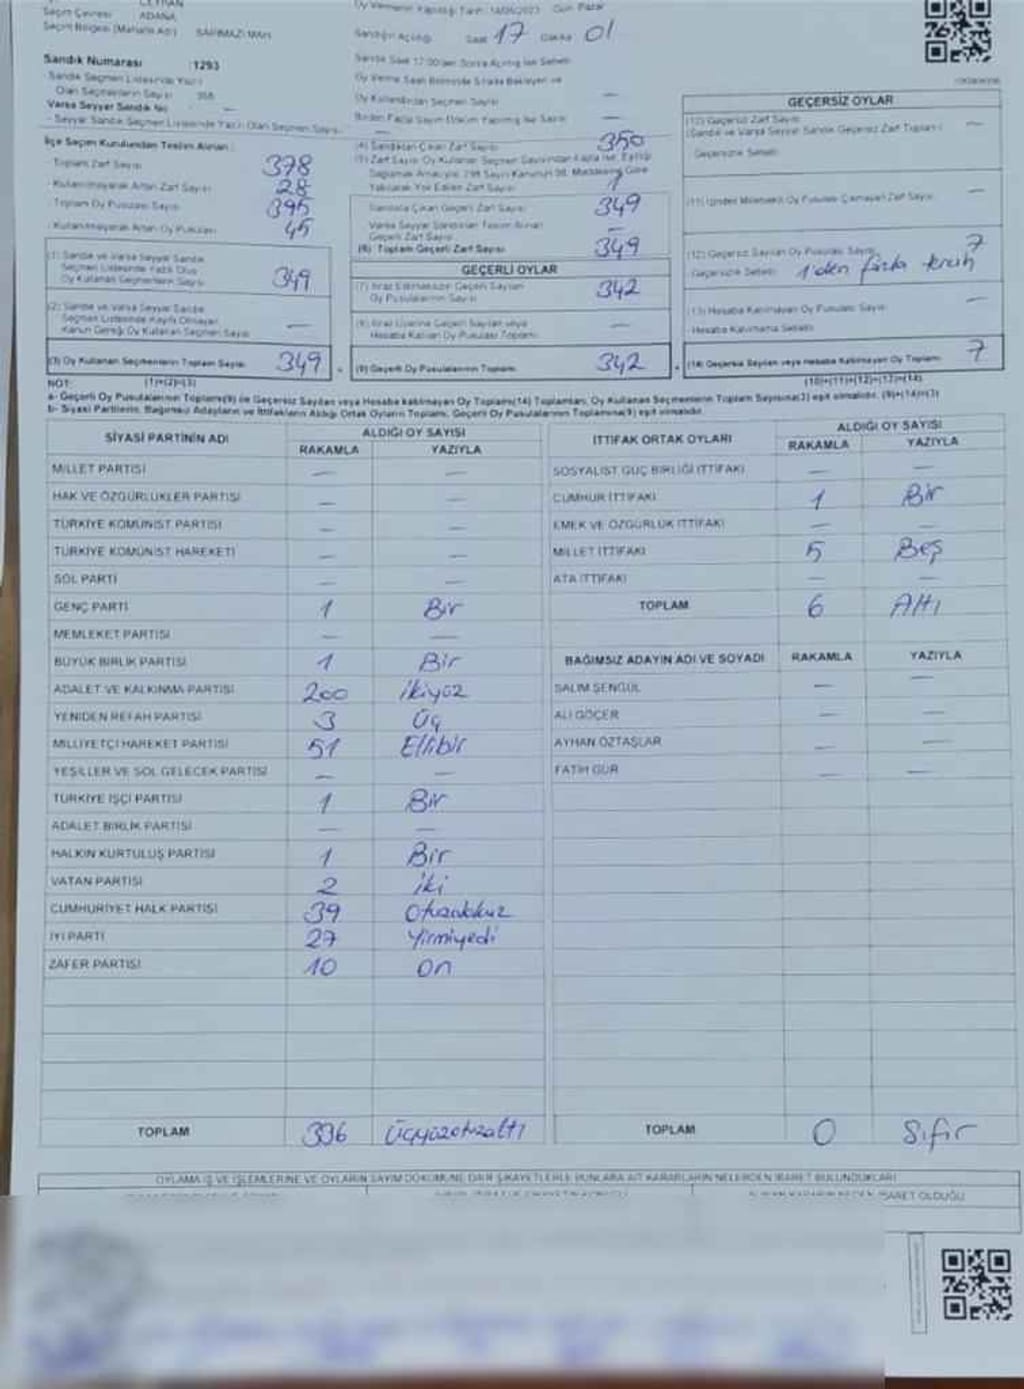 CEYHAN
Seçim Çevresi ADANA
Seçim Bölgesi (Mahalle Adı) SARIMAZI MAH.
Oy Vermenin Yapıldığı Tarih : 14/05/2023 Gün Pazar
Sandığın Açılışı Saat 17 Dakika 01
Sandık Numarası :1293
Sandık Seçmen Listesinde Yazılı
Olan Seçmenlerin Sayısı
Varsa Seyyar Sandık No —
- Seyyar Sandık Seçmen Listesinde Yazılı Olan Seçmen Sayısı —
Sandık Saat 17:00'den Sonra Açılmış İse Sebebi
Oy Verme Saati Bitiminde Sırada Bekleyen ve
Oy Kullandırılan Seçmen Sayısı —
Birden Fazla Sayım Döküm Yapılmış İse Sayısı —
İlçe Seçim Kurulundan Teslim Alınan :
- Toplam Zarf Sayısı 378
- Kullanılmayarak Artan Zarf Sayısı 28
- Toplam Oy Pusulası Sayısı 395
- Kullanılmayarak Artan Oy Pusulası 45
(1) Sandık ve Varsa Seyyar Sandık
Seçmen Listesinde Yazılı Olup
Oy Kullanan Seçmenlerin Sayısı 349
(2) Sandık ve Varsa Seyyar Sandık
Seçmen Listesinde Kayıtlı Olmayan
Kanun Gereği Oy Kullanan Seçmen Sayısı —
(3) Oy Kullanan Seçmenlerin Toplam Sayısı 349
(4) Sandıktan Çıkan Zarf Sayısı 350
(5) Zarf Sayısı Oy Kullanan Seçmen Sayısından Fazla İse, Eşitliği
Sağlamak Amacıyla, 298 Sayılı Kanunun 98. Maddesine Göre
Yakılarak Yok Edilen Zarf Sayısı 1
Sandıkta Çıkan Geçerli Zarf Sayısı 349
Varsa Seyyar Sandıktan Teslim Alınan
Geçerli Zarf Sayısı —
(6) Toplam Geçerli Zarf Sayısı 349
GEÇERLİ OYLAR
(7) İtiraz Edilmeksizin Geçerli Sayılan
Oy Pusulalarının Sayısı 342
(8) İtiraz Üzerine Geçerli Sayılan veya
Hesaba Katılan Oy Pusulası Toplamı —
(9) Geçerli Oy Pusulalarının Toplamı 342
GEÇERSİZ OYLAR
(10) Geçersiz Zarf Sayısı
(Sandık ve Varsa Seyyar Sandık Geçersiz Zarf Toplamı) —
Geçersizlik Sebebi
(11) İçinden Milletvekili Oy Pusulası Çıkmayan Zarf Sayısı —
(12) Geçersiz Sayılan Oy Pusulası Sayısı 7
Geçersizlik Sebebi 1'den fazla tercih
(13) Hesaba Katılmayan Oy Pusulası Sayısı —
Hesaba Katılmama Sebebi
(14) Geçersiz Sayılan veya Hesaba Katılmayan Oy Toplamı 7
NOT: (1)+(2)=(3) (10)+(11)+(12)+(13)=(14)
a- Geçerli Oy Pusulalarının Toplamı(9) ile Geçersiz Sayılan veya Hesaba katılmayan Oy Toplamı(14) Toplamları, Oy Kullanan Seçmenlerin Toplam Sayısına(3) eşit olmalıdır. (9)+(14)=(3)
b- Siyasi Partilerin, Bağımsız Adayların ve İttifakların Aldığı Ortak Oyların Toplamı, Geçerli Oy Pusulalarının Toplamına(9) eşit olmalıdır.
SİYASİ PARTİNİN ADI ALDIĞI OY SAYISI
RAKAMLA YAZIYLA
MİLLET PARTİSİ — —
HAK VE ÖZGÜRLÜKLER PARTİSİ — —
TÜRKİYE KOMÜNİST PARTİSİ — —
TÜRKİYE KOMÜNİST HAREKETİ — —
SOL PARTİ — —
GENÇ PARTİ 1 Bir
MEMLEKET PARTİSİ — —
BÜYÜK BİRLİK PARTİSİ 1 Bir
ADALET VE KALKINMA PARTİSİ 200 ikiyüz
YENİDEN REFAH PARTİSİ 3 Üç
MİLLİYETÇİ HAREKET PARTİSİ 51 Ellibir
YEŞİLLER VE SOL GELECEK PARTİSİ — —
TÜRKİYE İŞÇİ PARTİSİ 1 Bir
ADALET BİRLİK PARTİSİ — —
HALKIN KURTULUŞ PARTİSİ 1 Bir
VATAN PARTİSİ 2 iki
CUMHURİYET HALK PARTİSİ 39 Otuzdokuz
İYİ PARTİ 27 Yirmiyedi
ZAFER PARTİSİ 10 On
TOPLAM 336 Üçyüzotuzaltı
İTTİFAK ORTAK OYLARI ALDIĞI OY SAYISI
RAKAMLA YAZIYLA
SOSYALİST GÜÇ BİRLİĞİ İTTİFAKI — —
CUMHUR İTTİFAKI 1 Bir
EMEK VE ÖZGÜRLÜK İTTİFAKI — —
MİLLET İTTİFAKI 5 Beş
ATA İTTİFAKI — —
TOPLAM 6 Altı
BAĞIMSIZ ADAYIN ADI VE SOYADI RAKAMLA YAZIYLA
SALİM ŞENGÜL — —
ALİ GÖÇER — —
AYHAN ÖZTAŞLAR — —
FATİH GÜR — —
TOPLAM 0 Sıfır
OYLAMA İŞ VE İŞLEMLERİNE VE OYLARIN SAYIM DÖKÜMÜNE DAİR ŞİKAYETLERLE BUNLARA AİT KARARLARIN NELERDEN İBARET BULUNDUKLARI
İBARET OLDUĞU